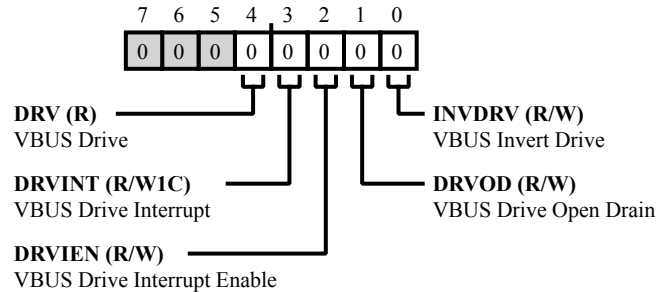 7 6 5 4 3 2 1 0
0 0 0 0 0 0 0 0
DRV (R)
VBUS Drive
INVDRV (R/W)
VBUS Invert Drive
DRVINT (R/W1C)
VBUS Drive Interrupt
DRVOD (R/W)
VBUS Drive Open Drain
DRVIEN (R/W)
VBUS Drive Interrupt Enable